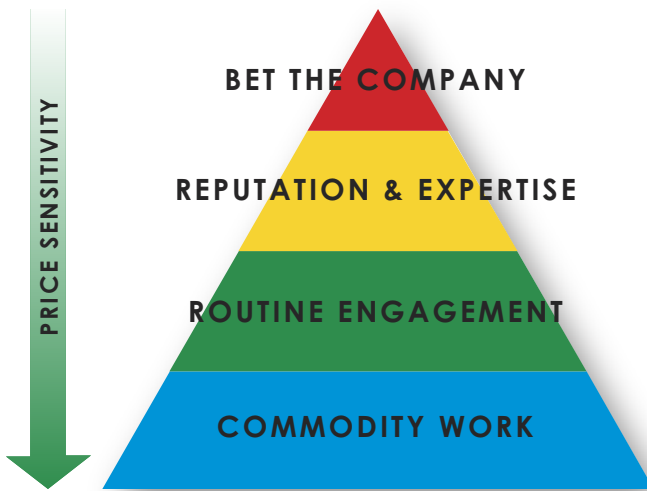 PRICE SENSITIVITY
BET THE COMPANY
REPUTATION & EXPERTISE
ROUTINE ENGAGEMENT
COMMODITY WORK